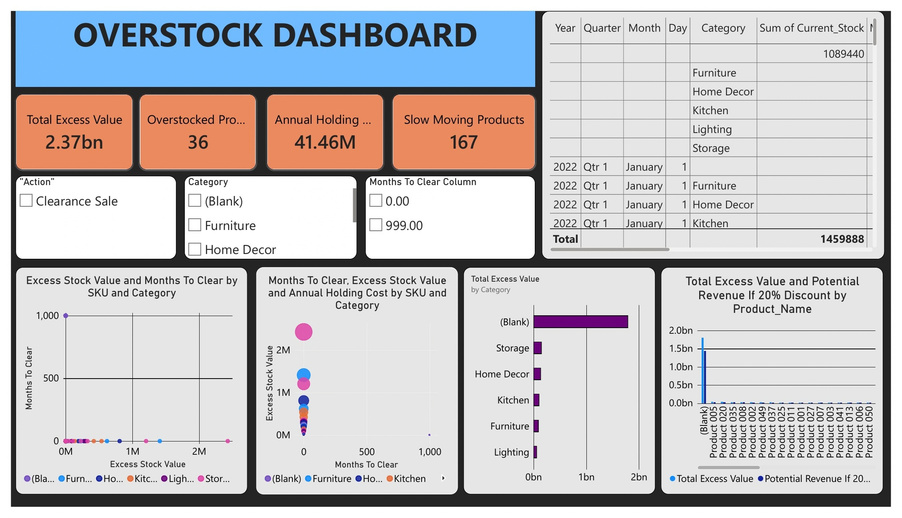 OVERSTOCK DASHBOARD
Total Excess Value
2.37bn
Overstocked Pro...
36
Annual Holding ...
41.46M
Slow Moving Products
167
"Action"
Clearance Sale
Category
(Blank)
Furniture
Home Decor
Months To Clear Column
0.00
999.00
Year Quarter Month Day Category Sum of Current_Stock
1089440
Furniture
Home Decor
Kitchen
Lighting
Storage
2022 Qtr 1 January 1
2022 Qtr 1 January 1 Furniture
2022 Qtr 1 January 1 Home Decor
2022 Qtr 1 January 1 Kitchen
Total 1459888
Excess Stock Value and Months To Clear by
SKU and Category
Months To Clear
1,000
500
0
0M 1M 2M
Excess Stock Value
(Bla... Furn... Ho... Kitc... Ligh... Stor...
Months To Clear, Excess Stock Value
and Annual Holding Cost by SKU and
Category
Excess Stock Value
2M
1M
0M
0 500 1,000
Months To Clear
(Blank) Furniture Ho... Kitchen
Total Excess Value
by Category
(Blank)
Storage
Home Decor
Kitchen
Furniture
Lighting
0bn 1bn 2bn
Total Excess Value and Potential
Revenue If 20% Discount by
Product_Name
2.0bn
1.5bn
1.0bn
0.5bn
0.0bn
(Blank)
Product 005
Product 020
Product 035
Product 008
Product 002
Product 049
Product 037
Product 025
Product 011
Product 001
Product 027
Product 007
Product 003
Product 041
Product 013
Product 006
Product 050
Total Excess Value Potential Revenue If 20...